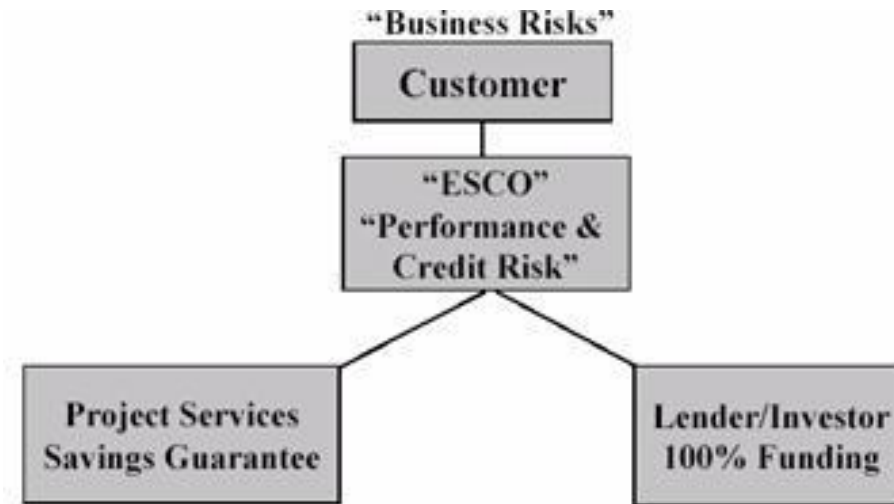 “Business Risks”
Customer
“ESCO”
“Performance &
Credit Risk”
Project Services
Savings Guarantee
Lender/Investor
100% Funding